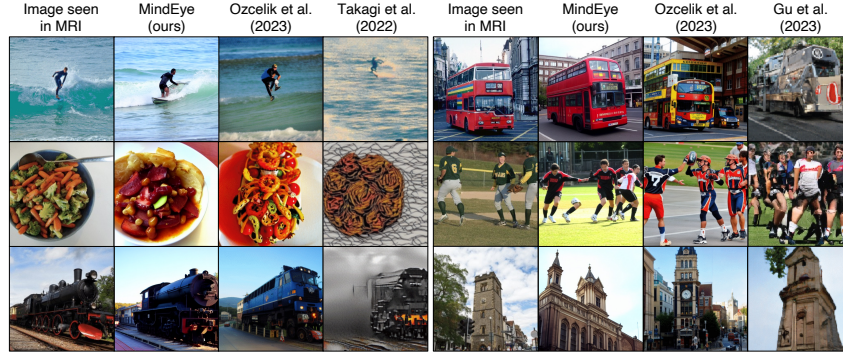 Image seen
in MRI
MindEye
(ours)
Ozcelik et al.
(2023)
Takagi et al.
(2022)
Image seen
in MRI
MindEye
(ours)
Ozcelik et al.
(2023)
Gu et al.
(2023)